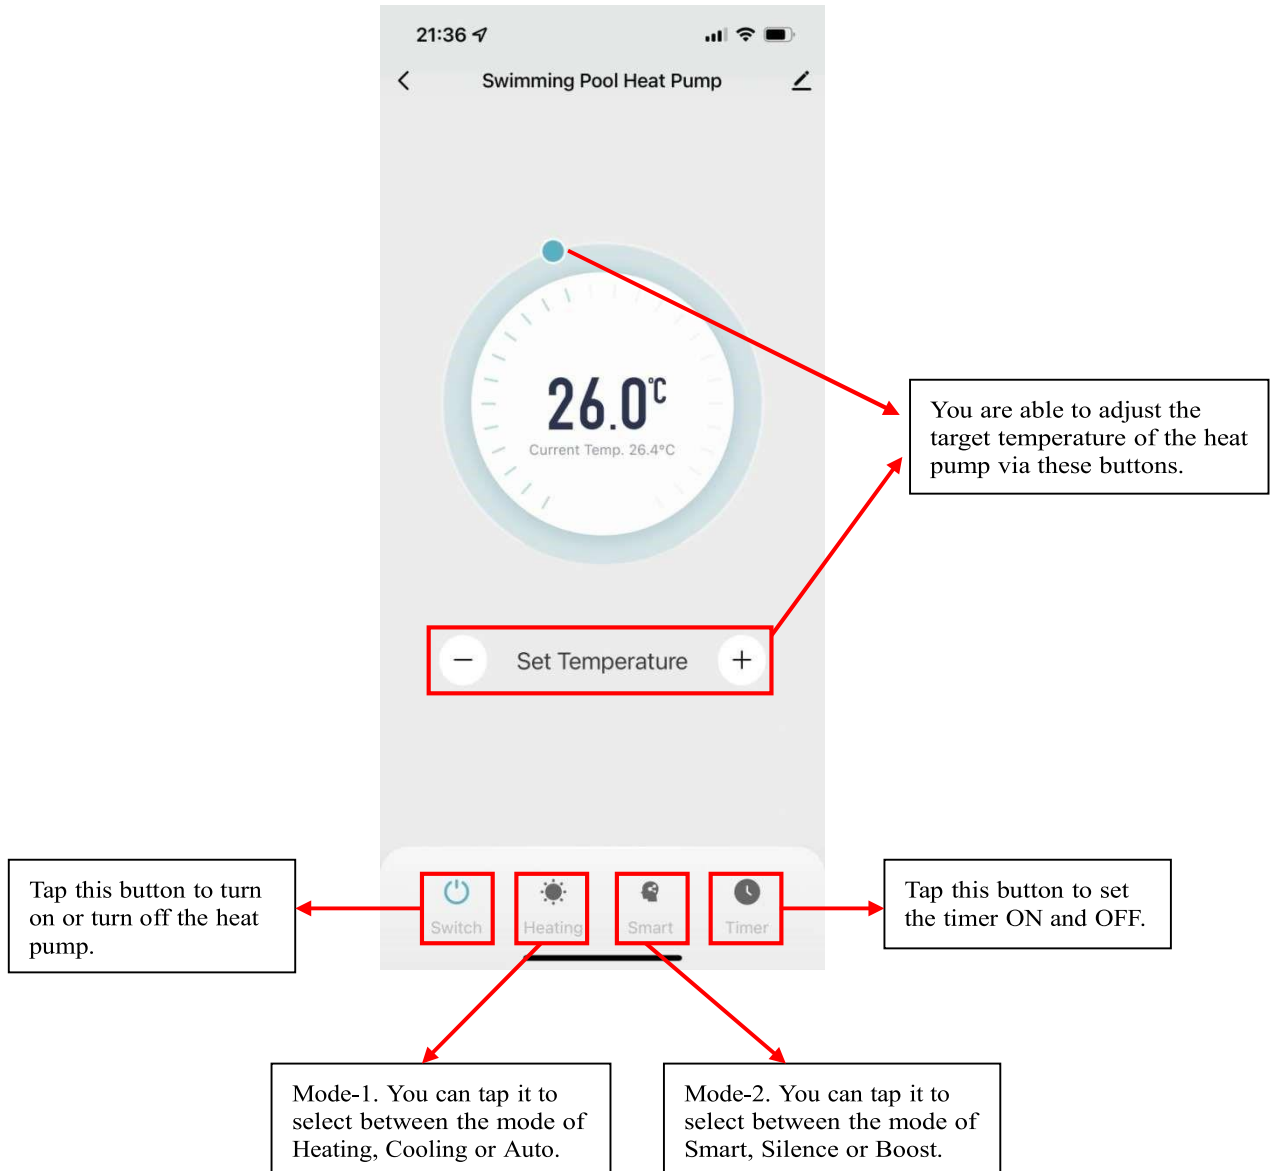 21:36
Swimming Pool Heat Pump
26.0°C
Current Temp. 26.4°C
You are able to adjust the
target temperature of the heat
pump via these buttons.
Set Temperature
Tap this button to turn
on or turn off the heat
pump.
Switch
Heating
Smart
Timer
Tap this button to set
the timer ON and OFF.
Mode-1. You can tap it to
select between the mode of
Heating, Cooling or Auto.
Mode-2. You can tap it to
select between the mode of
Smart, Silence or Boost.